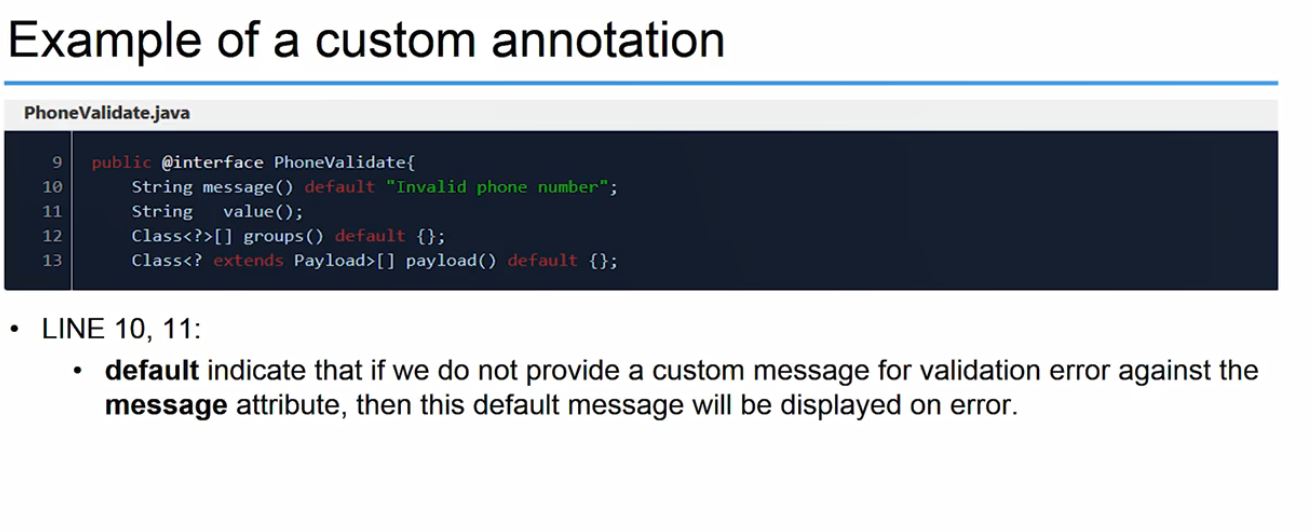 Example of a custom annotation
PhoneValidate.java
9 public @interface PhoneValidate{
10 String message() default "Invalid phone number";
11 String value();
12 Class<?>[] groups() default {};
13 Class<? extends Payload>[] payload() default {};
• LINE 10, 11:
• default indicate that if we do not provide a custom message for validation error against the
message attribute, then this default message will be displayed on error.